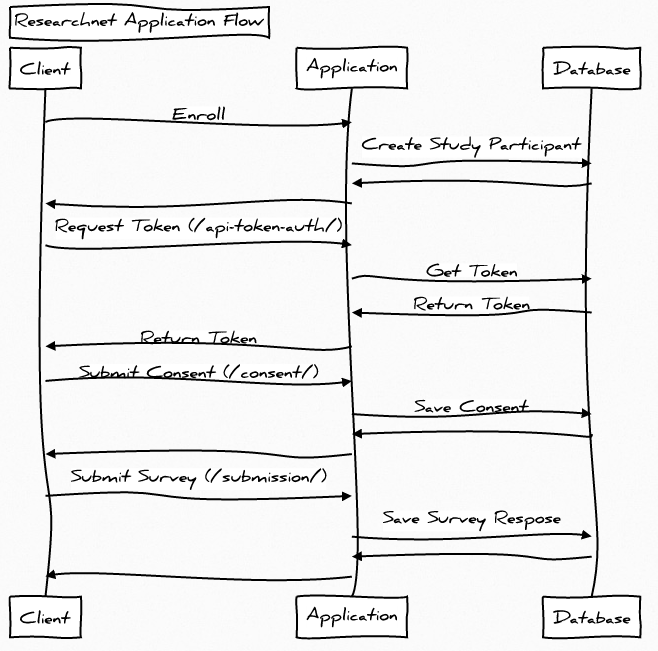 Researchnet Application Flow
Client
Application
Database
Enroll
Create Study Participant
Request Token (/api-token-auth/)
Get Token
Return Token
Return Token
Submit Consent (/consent/)
Save Consent
Submit Survey (/submission/)
Save Survey Respose
Client
Application
Database